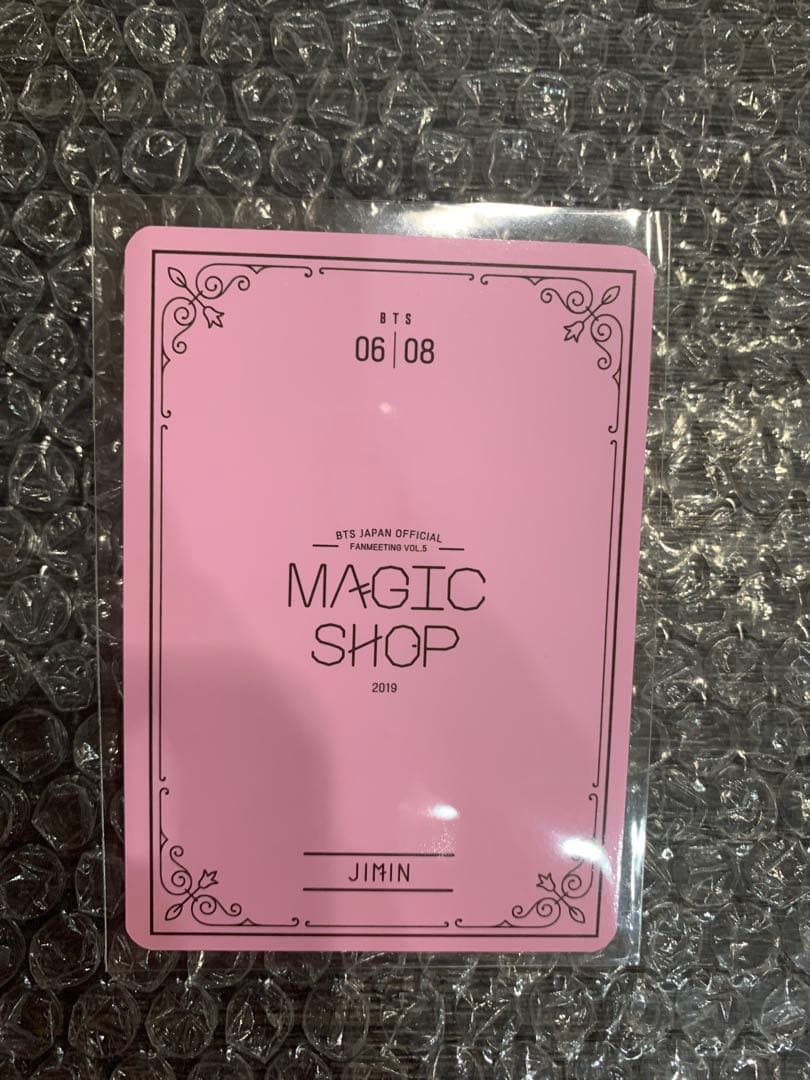 BTS
06|08
BTS JAPAN OFFICIAL
FANMEETING VOL.5
MAGIC
SHOP
2019
JIMIN